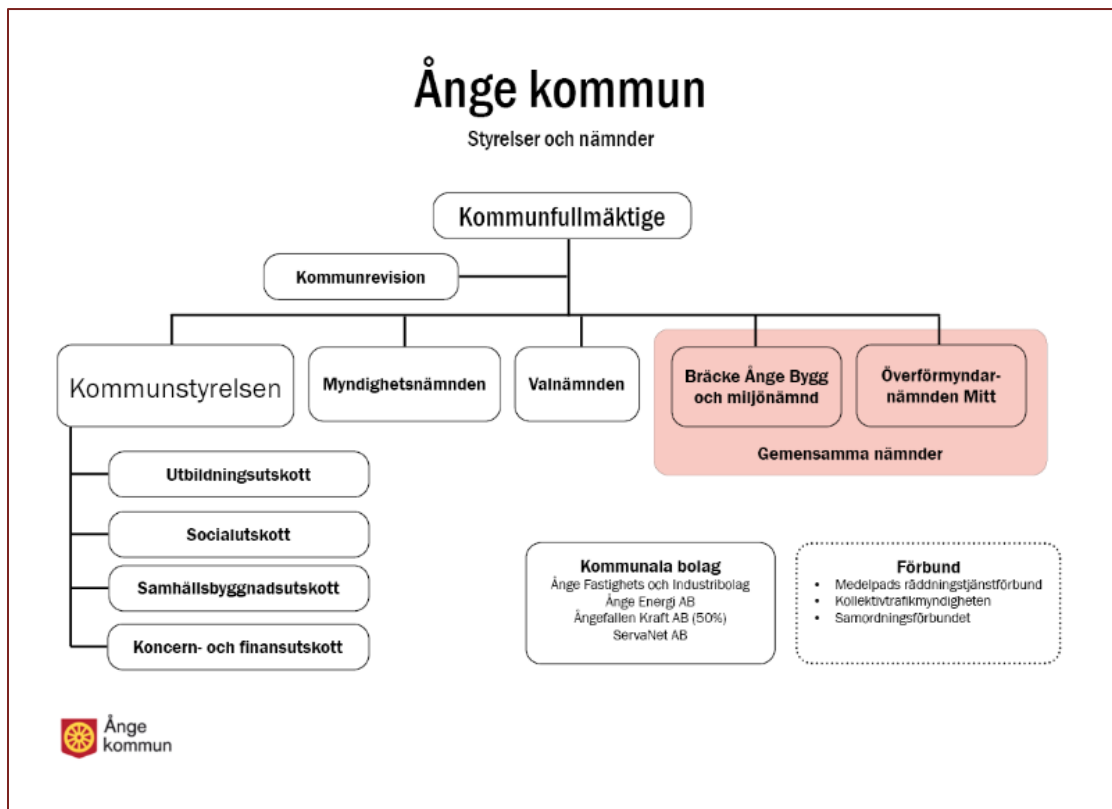 Ånge kommun
Styrelser och nämnder
Kommunfullmäktige
Kommunrevision
Kommunstyrelsen
Myndighetsnämnden
Valnämnden
Bräcke Ånge Bygg
och miljönämnd
Överförmyndar-
nämnden Mitt
Gemensamma nämnder
Utbildningsutskott
Socialutskott
Samhällsbyggnadsutskott
Koncern- och finansutskott
Kommunala bolag
Ånge Fastighets och Industribolag
Ånge Energi AB
Ångefallen Kraft AB (50%)
ServaNet AB
Förbund
• Medelpads räddningstjänstförbund
• Kollektivtrafikmyndigheten
• Samordningsförbundet
Ånge
kommun